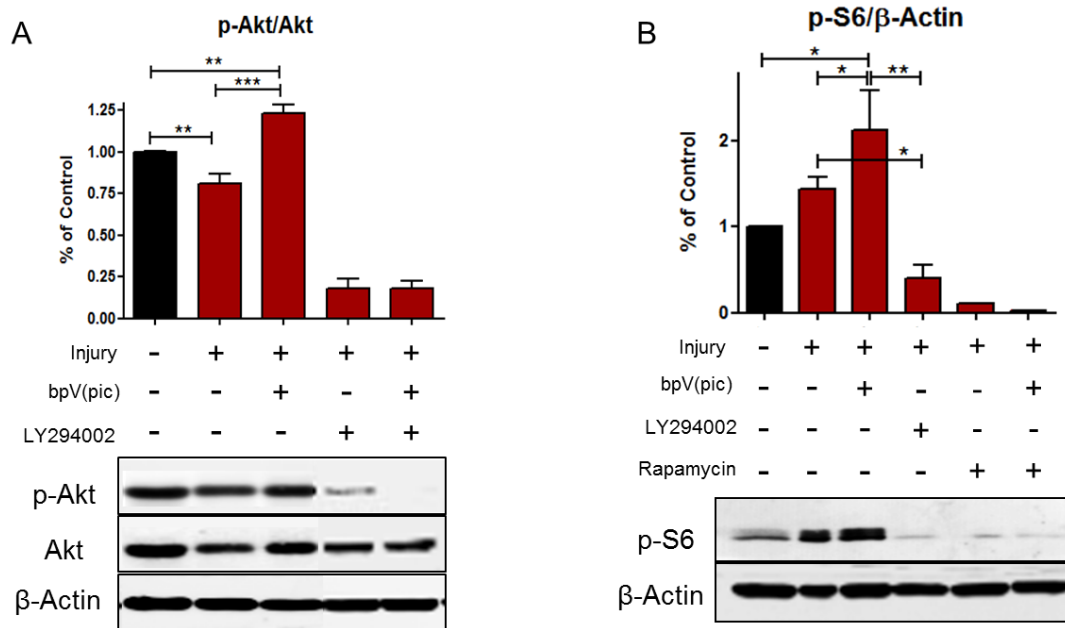 A
p-Akt/Akt
**
***
**
% of Control
1.25
1.00
0.75
0.50
0.25
0.00
Injury - + + + +
bpV(pic) - - + - +
LY294002 - - - + +
p-Akt
Akt
β-Actin
B
p-S6/β-Actin
*
* **
*
% of Control
2
1
0
Injury - + + + + +
bpV(pic) - - + - - +
LY294002 - - - + - -
Rapamycin - - - - + +
p-S6
β-Actin